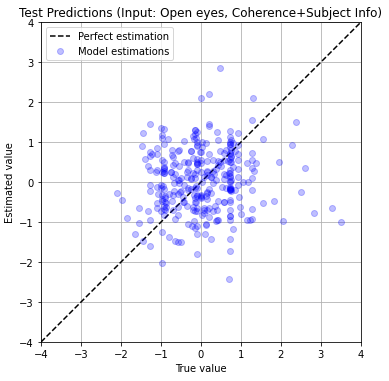 Test Predictions (Input: Open eyes, Coherence+Subject Info)
Perfect estimation
Model estimations
4
3
2
1
0
−1
−2
−3
−4
Estimated value
−4 −3 −2 −1 0 1 2 3 4
True value